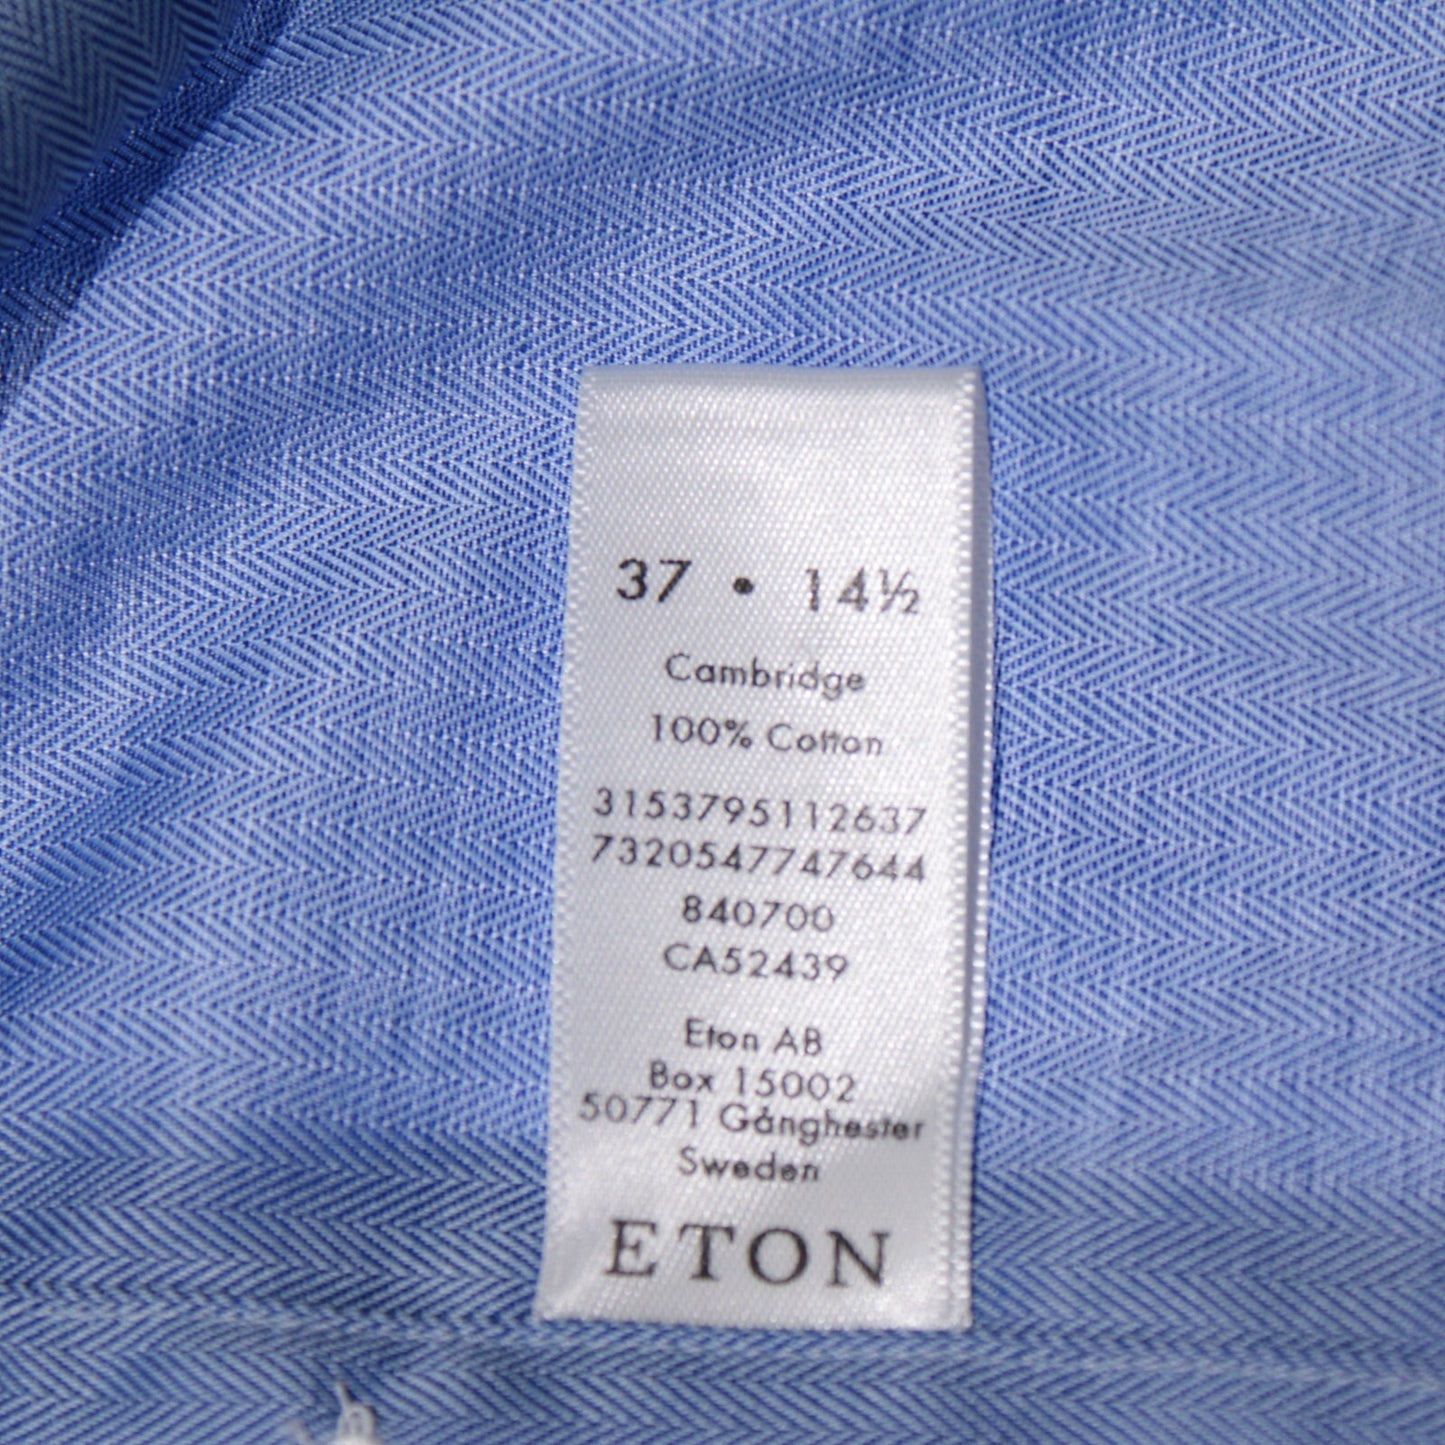 37 • 14½
Cambridge
100% Cotton
3153795112637
7320547747644
840700
CA52439
Eton AB
Box 15002
50771 Gånghester
Sweden
ETON